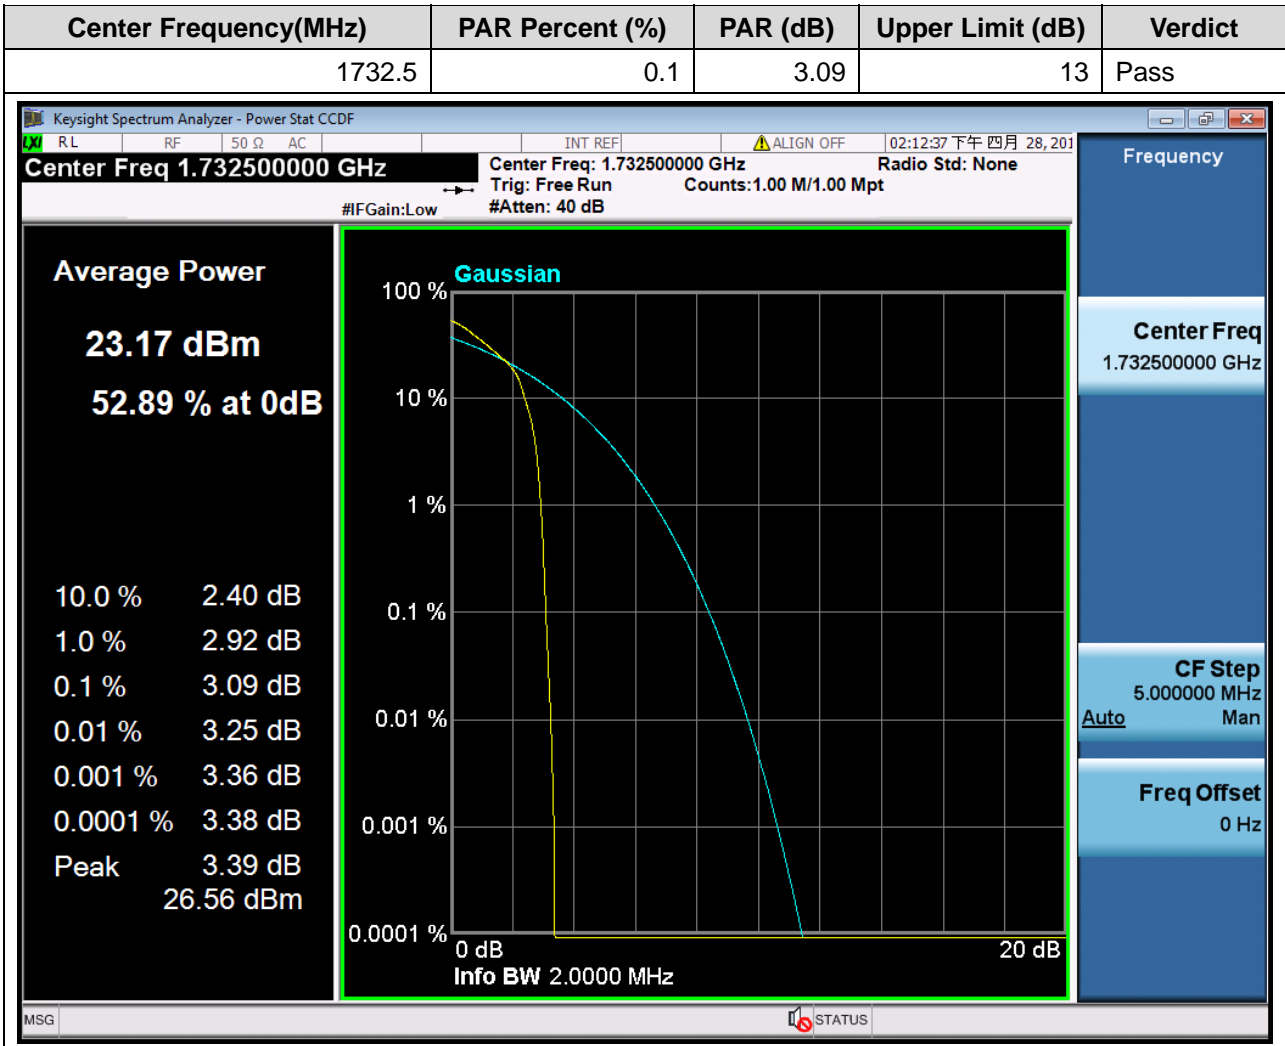 Center Frequency(MHz) PAR Percent (%) PAR (dB) Upper Limit (dB) Verdict
1732.5 0.1 3.09 13 Pass
Keysight Spectrum Analyzer - Power Stat CCDF
LXI RL RF 50 Ω AC INT REF ALIGN OFF 02:12:37 下午 四月 28, 201
Center Freq 1.732500000 GHz
Center Freq: 1.732500000 GHz Radio Std: None
Trig: Free Run Counts:1.00 M/1.00 Mpt
#IFGain:Low #Atten: 40 dB
Average Power
23.17 dBm
52.89 % at 0dB
10.0 % 2.40 dB
1.0 % 2.92 dB
0.1 % 3.09 dB
0.01 % 3.25 dB
0.001 % 3.36 dB
0.0001 % 3.38 dB
Peak 3.39 dB
26.56 dBm
Gaussian
100 %
10 %
1 %
0.1 %
0.01 %
0.001 %
0.0001 %
0 dB 20 dB
Info BW 2.0000 MHz
Frequency
Center Freq
1.732500000 GHz
CF Step
5.000000 MHz
Auto Man
Freq Offset
0 Hz
MSG STATUS